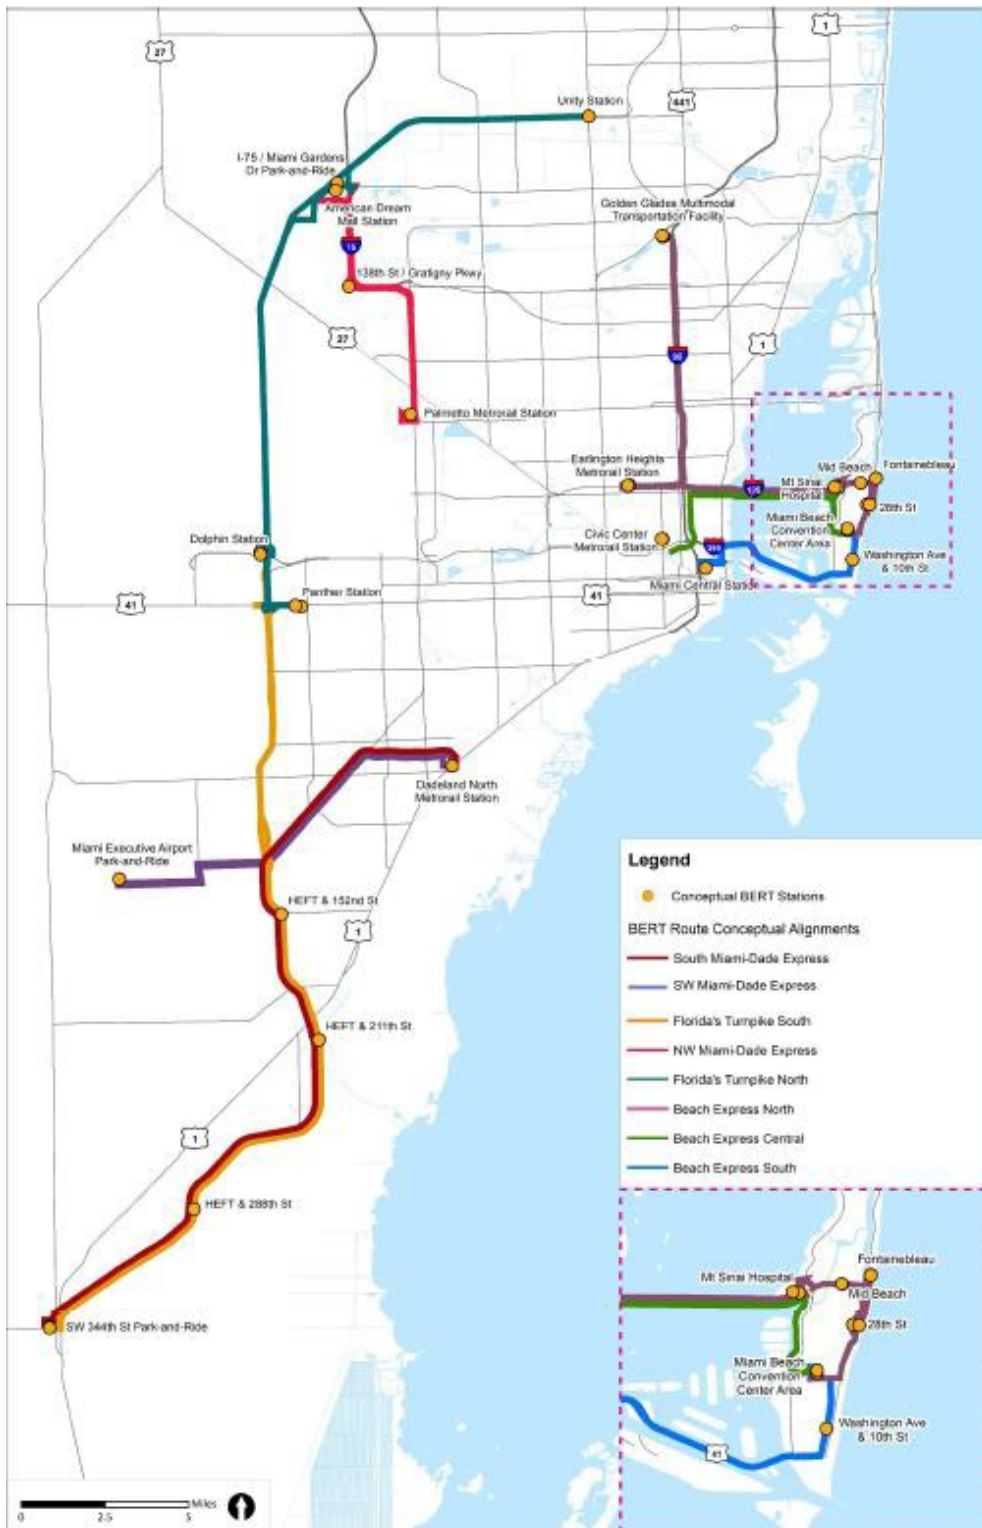 1
27
Unity Station
441
I-75 / Miami Gardens
Dr Park-and-Ride
American Dream
Mall Station
Golden Glades Multimodal
Transportation Facility
138th St / Gratigny Pkwy
27
1
95
Palmetto Metrorail Station
Earlington Heights
Metrorail Station
Mid Beach
Fontainebleau
Mt Sinai
Hospital
28th St
Civic Center
Metrorail Station
Miami Beach
Convention
Center Area
Dolphin Station
Washington Ave
& 10th St
Miami Central Station
41
Panther Station
41
Dadeland North
Metrorail Station
Miami Executive Airport
Park-and-Ride
HEFT & 152nd St
1
HEFT & 211th St
1
HEFT & 288th St
SW 344th St Park-and-Ride
Legend
Conceptual BERT Stations
BERT Route Conceptual Alignments
South Miami-Dade Express
SW Miami-Dade Express
Florida's Turnpike South
NW Miami-Dade Express
Florida's Turnpike North
Beach Express North
Beach Express Central
Beach Express South
Fontainebleau
Mt Sinai Hospital
Mid Beach
28th St
Miami Beach
Convention
Center Area
Washington Ave
& 10th St
41
Miles
0 2.5 5